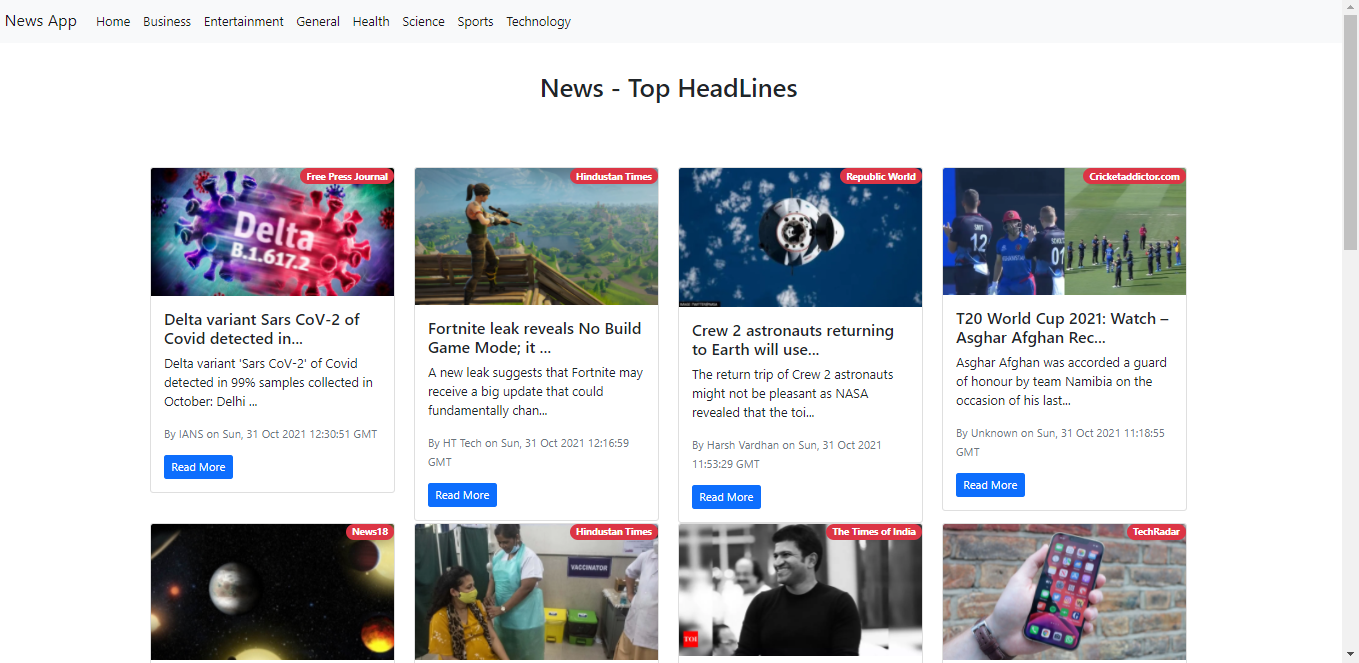 News App Home Business Entertainment General Health Science Sports Technology
News - Top HeadLines
Free Press Journal
Delta
B.1.617.2
Delta variant Sars CoV-2 of
Covid detected in...
Delta variant 'Sars CoV-2' of Covid
detected in 99% samples collected in
October: Delhi ...
By IANS on Sun, 31 Oct 2021 12:30:51 GMT
Read More
Hindustan Times
Fortnite leak reveals No Build
Game Mode; it ...
A new leak suggests that Fortnite may
receive a big update that could
fundamentally chan...
By HT Tech on Sun, 31 Oct 2021 12:16:59
GMT
Read More
Republic World
Crew 2 astronauts returning
to Earth will use...
The return trip of Crew 2 astronauts
might not be pleasant as NASA
revealed that the toi...
By Harsh Vardhan on Sun, 31 Oct 2021
11:53:29 GMT
Read More
Cricketaddictor.com
SMIT
12
AFGHANISTAN
01
T20 World Cup 2021: Watch –
Asghar Afghan Rec...
Asghar Afghan was accorded a guard
of honour by team Namibia on the
occasion of his last...
By Unknown on Sun, 31 Oct 2021 11:18:55
GMT
Read More
News18
Hindustan Times
VACCINATOR
The Times of India
TOI
TechRadar